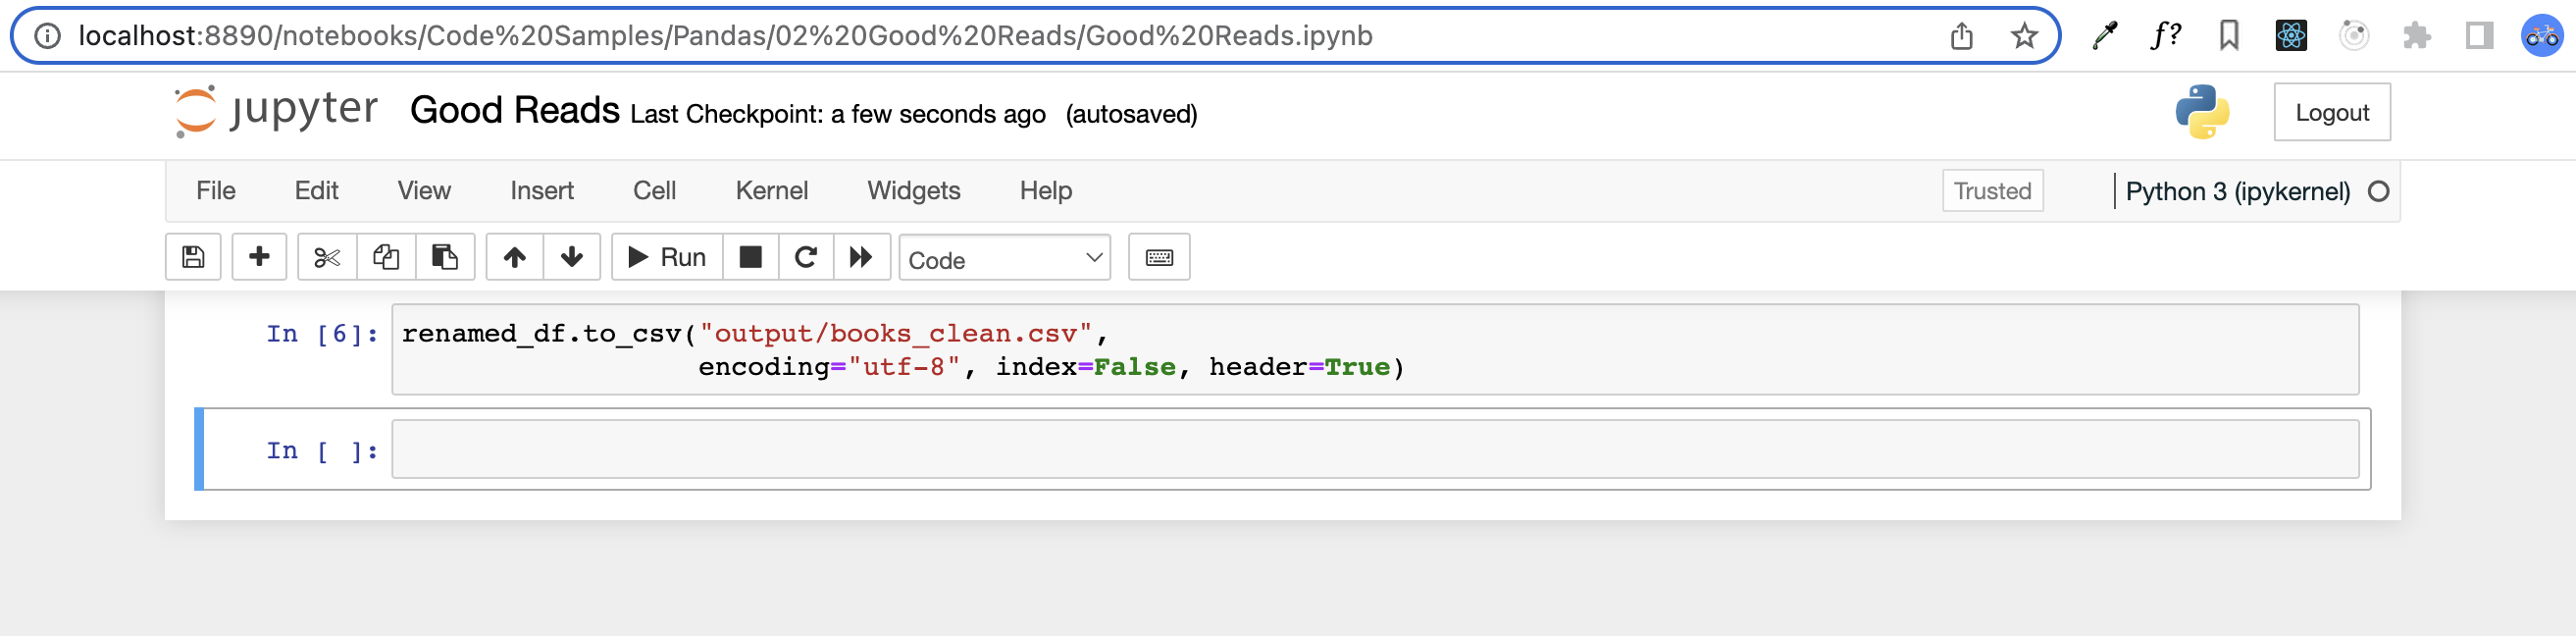 localhost:8890/notebooks/Code%20Samples/Pandas/02%20Good%20Reads/Good%20Reads.ipynb
f?
jupyter Good Reads Last Checkpoint: a few seconds ago (autosaved)
Logout
File Edit View Insert Cell Kernel Widgets Help
Trusted
Python 3 (ipykernel)
Run
Code
In [6]: renamed_df.to_csv("output/books_clean.csv",
encoding="utf-8", index=False, header=True)
In [ ]: